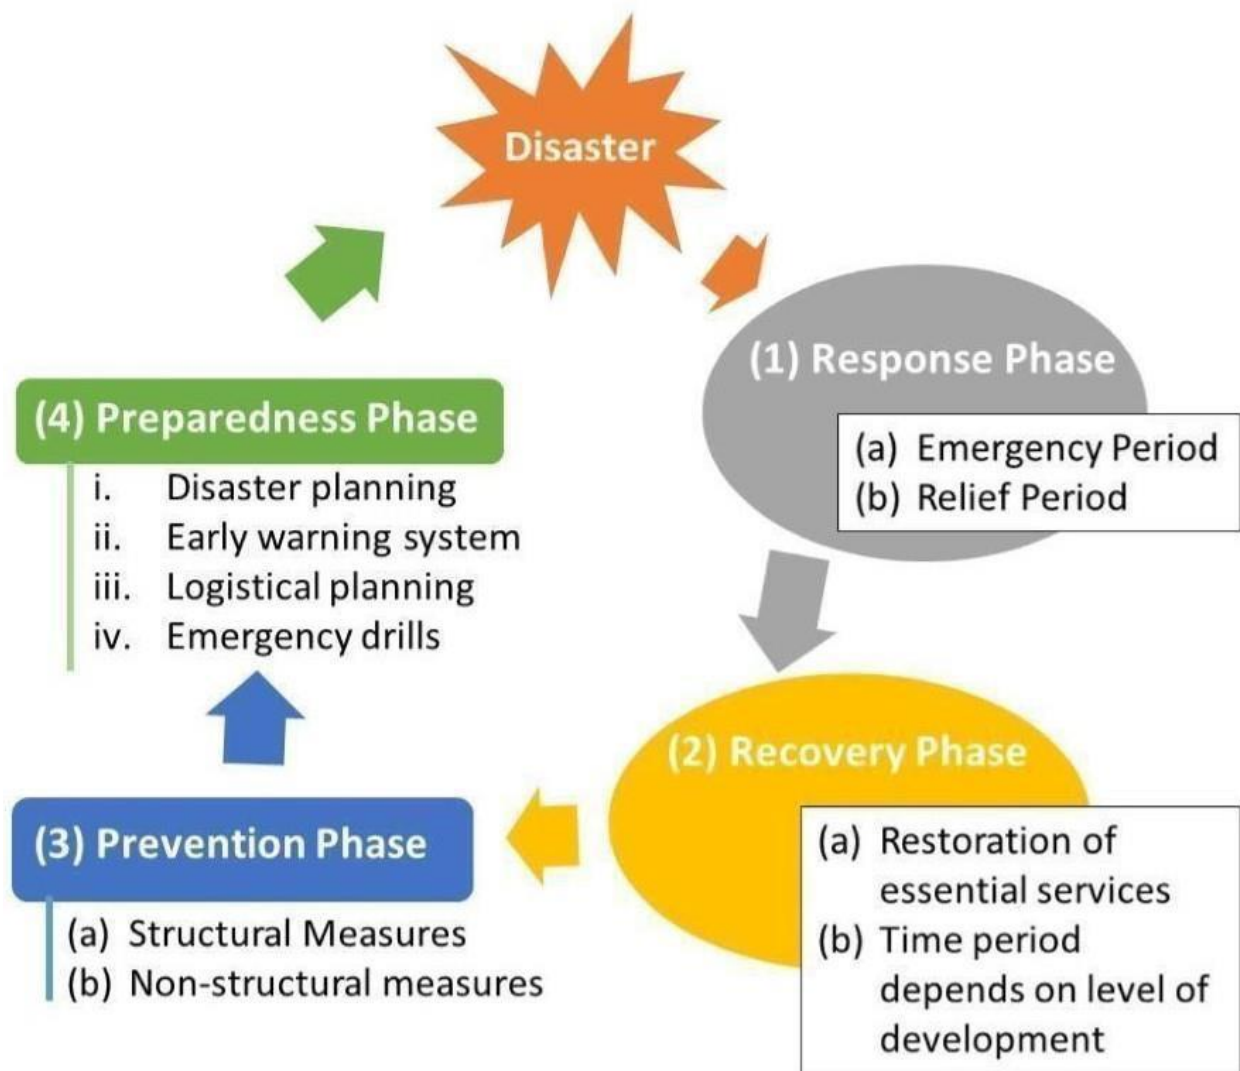 Disaster
(1) Response Phase
(a) Emergency Period
(b) Relief Period
(2) Recovery Phase
(a) Restoration of
essential services
(b) Time period
depends on level of
development
(3) Prevention Phase
(a) Structural Measures
(b) Non-structural measures
(4) Preparedness Phase
i. Disaster planning
ii. Early warning system
iii. Logistical planning
iv. Emergency drills